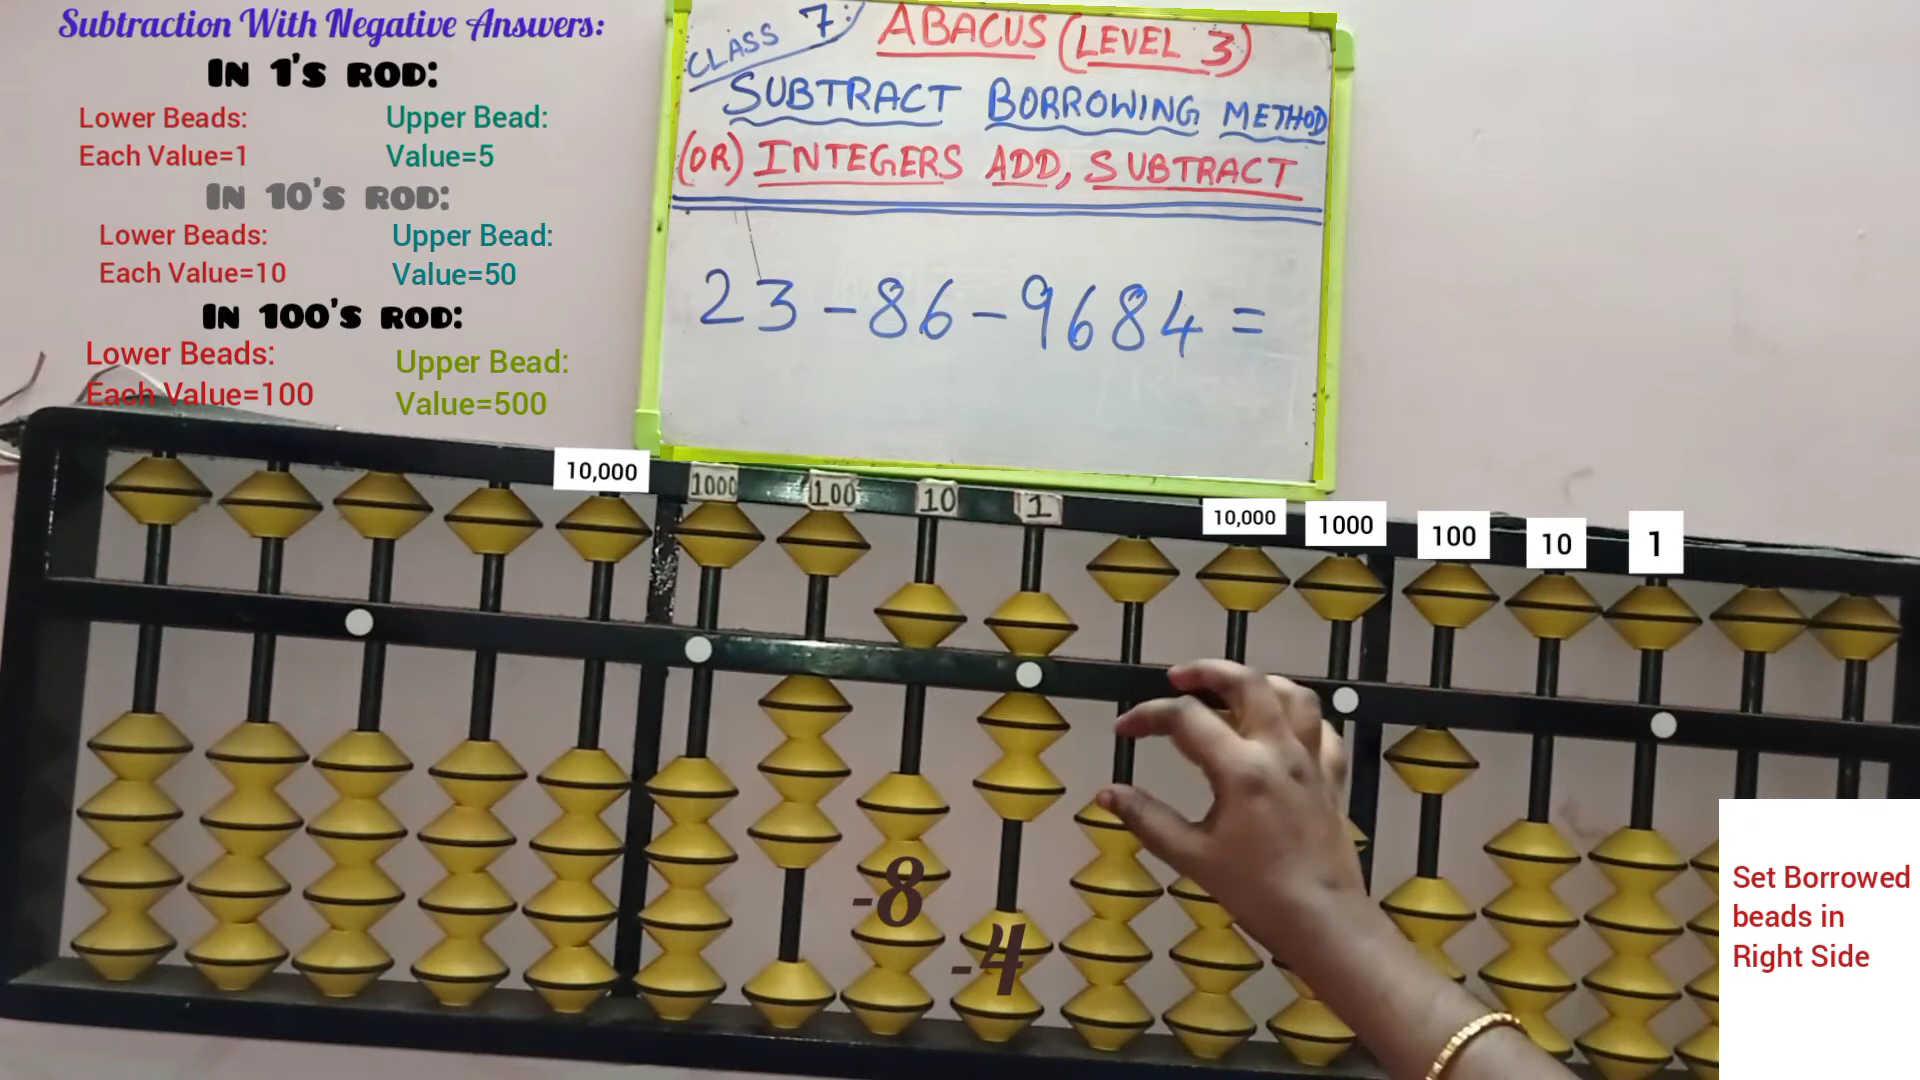 Subtraction With Negative Answers:
In 1's rod:
Lower Beads:
Each Value=1
Upper Bead:
Value=5
In 10's rod:
Lower Beads:
Each Value=10
Upper Bead:
Value=50
In 100's rod:
Lower Beads:
Each Value=100
Upper Bead:
Value=500
CLASS 7:
ABACUS (LEVEL 3)
SUBTRACT BORROWING METHOD
(OR) INTEGERS ADD, SUBTRACT
23-86-9684=
10,000
1000
100
10
1
10,000
1000
100
10
1
-8
-4
Set Borrowed
beads in
Right Side